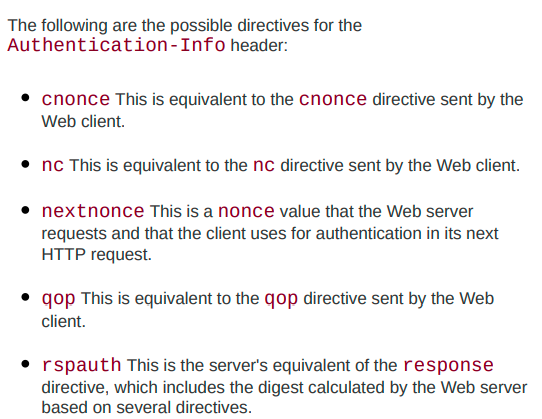 The following are the possible directives for the
Authentication-Info header:
• cnonce This is equivalent to the cnonce directive sent by the
Web client.
• nc This is equivalent to the nc directive sent by the Web client.
• nextnonce This is a nonce value that the Web server
requests and that the client uses for authentication in its next
HTTP request.
• qop This is equivalent to the qop directive sent by the Web
client.
• rspauth This is the server's equivalent of the response
directive, which includes the digest calculated by the Web server
based on several directives.